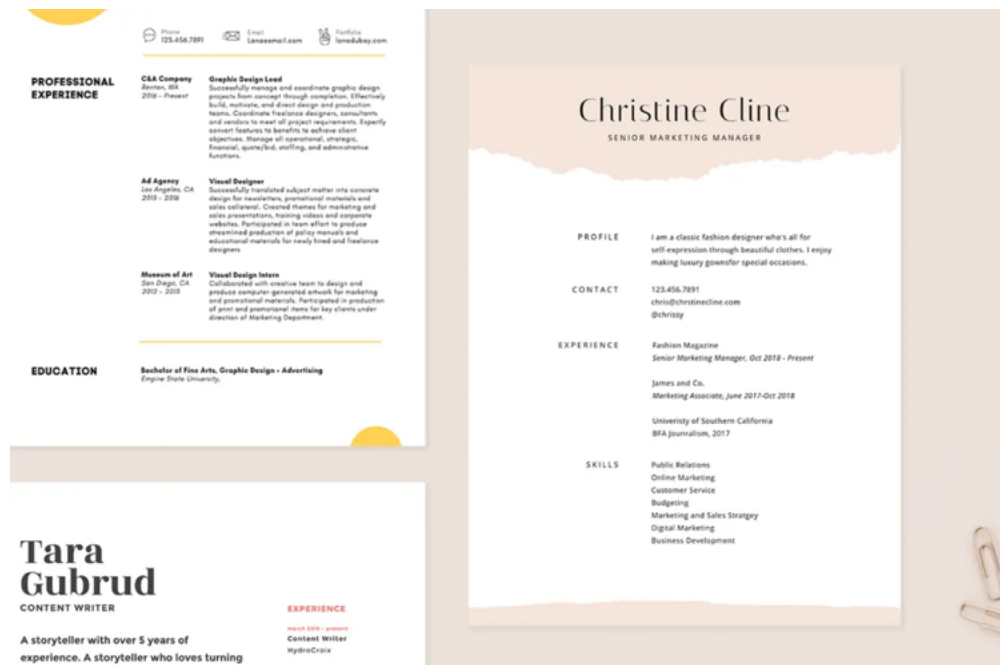 Phone
123.456.7891
Email
Lana@email.com
Portfolio
lanadubay.com
PROFESSIONAL
EXPERIENCE
C&A Company
Renton, WA
2016 - Present
Graphic Design Lead
Successfully manage and coordinate graphic design
projects from concept through completion. Effectively
build, motivate, and direct design and production
teams. Coordinate freelance designers, consultants
and vendors to meet all project requirements. Expertly
convert features to benefits to achieve client
objectives. Manage all operational, strategic,
financial, quote/bid, staffing, and administrative
functions.
Ad Agency
Los Angeles, CA
2015 - 2016
Visual Designer
Successfully translated subject matter into concrete
design for newsletters, promotional materials and
sales collateral. Created themes for marketing and
sales presentations, training videos and corporate
websites. Participated in team effort to produce
streamlined production of policy manuals and
educational materials for newly hired and freelance
designers
Museum of Art
San Diego, CA
2012 - 2015
Visual Design Intern
Collaborated with creative team to design and
produce computer-generated artwork for marketing
and promotional materials. Participated in production
of print and promotional items for key clients under
direction of Marketing Department.
EDUCATION
Bachelor of Fine Arts, Graphic Design + Advertising
Empire State University,
Tara
Gubrud
CONTENT WRITER
A storyteller with over 5 years of
experience. A storyteller who loves turning
EXPERIENCE
march 2016 - present
Content Writer
HydroCroix
Christine Cline
SENIOR MARKETING MANAGER
PROFILE
I am a classic fashion designer who's all for
self-expression through beautiful clothes. I enjoy
making luxury gownsfor special occasions.
CONTACT
123.456.7891
chris@christinecline.com
@chrissy
EXPERIENCE
Fashion Magazine
Senior Marketing Manager, Oct 2018 - Present
James and Co.
Marketing Associate, June 2017-Oct 2018
Univeristy of Southern California
BFA Jounralism, 2017
SKILLS
Public Relations
Online Marketing
Customer Service
Budgeting
Marketing and Sales Stratgey
Digital Marketing
Business Development